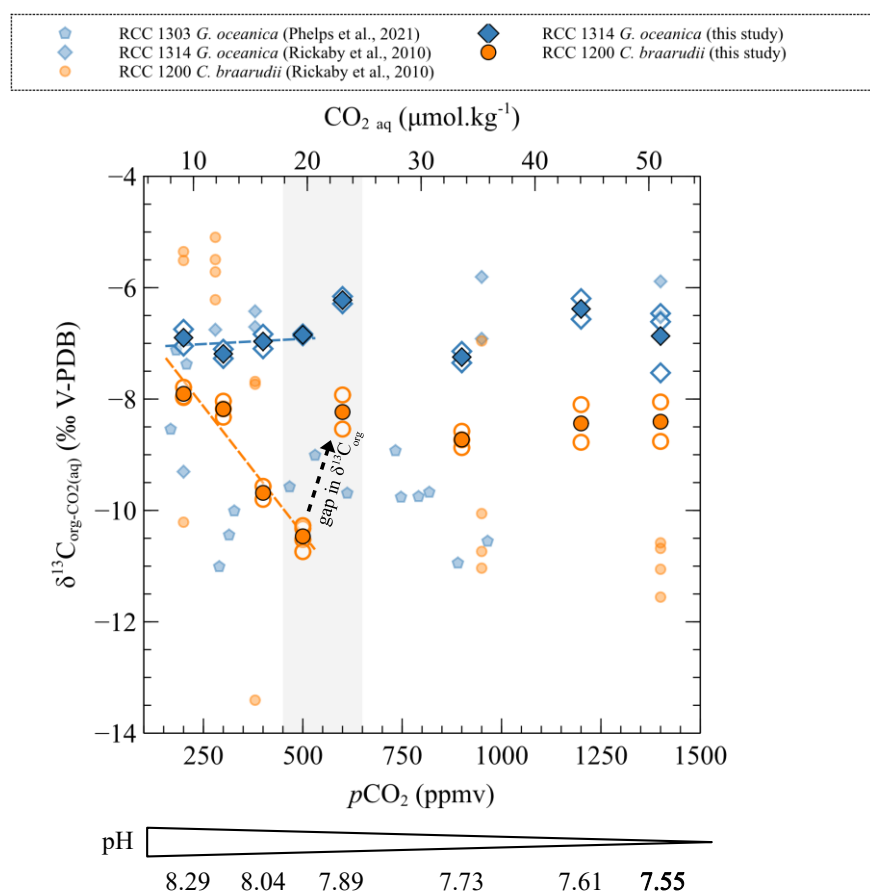 RCC 1303 G. oceanica (Phelps et al., 2021)
RCC 1314 G. oceanica (Rickaby et al., 2010)
RCC 1200 C. braarudii (Rickaby et al., 2010)
RCC 1314 G. oceanica (this study)
RCC 1200 C. braarudii (this study)
CO2 aq (μmol.kg-1)
10 20 30 40 50
−4
−6
−8
−10
−12
−14
δ13Corg-CO2(aq) (‰ V-PDB)
gap in δ13Corg
250 500 750 1000 1250 1500
pCO2 (ppmv)
pH
8.29 8.04 7.89 7.73 7.61 7.55